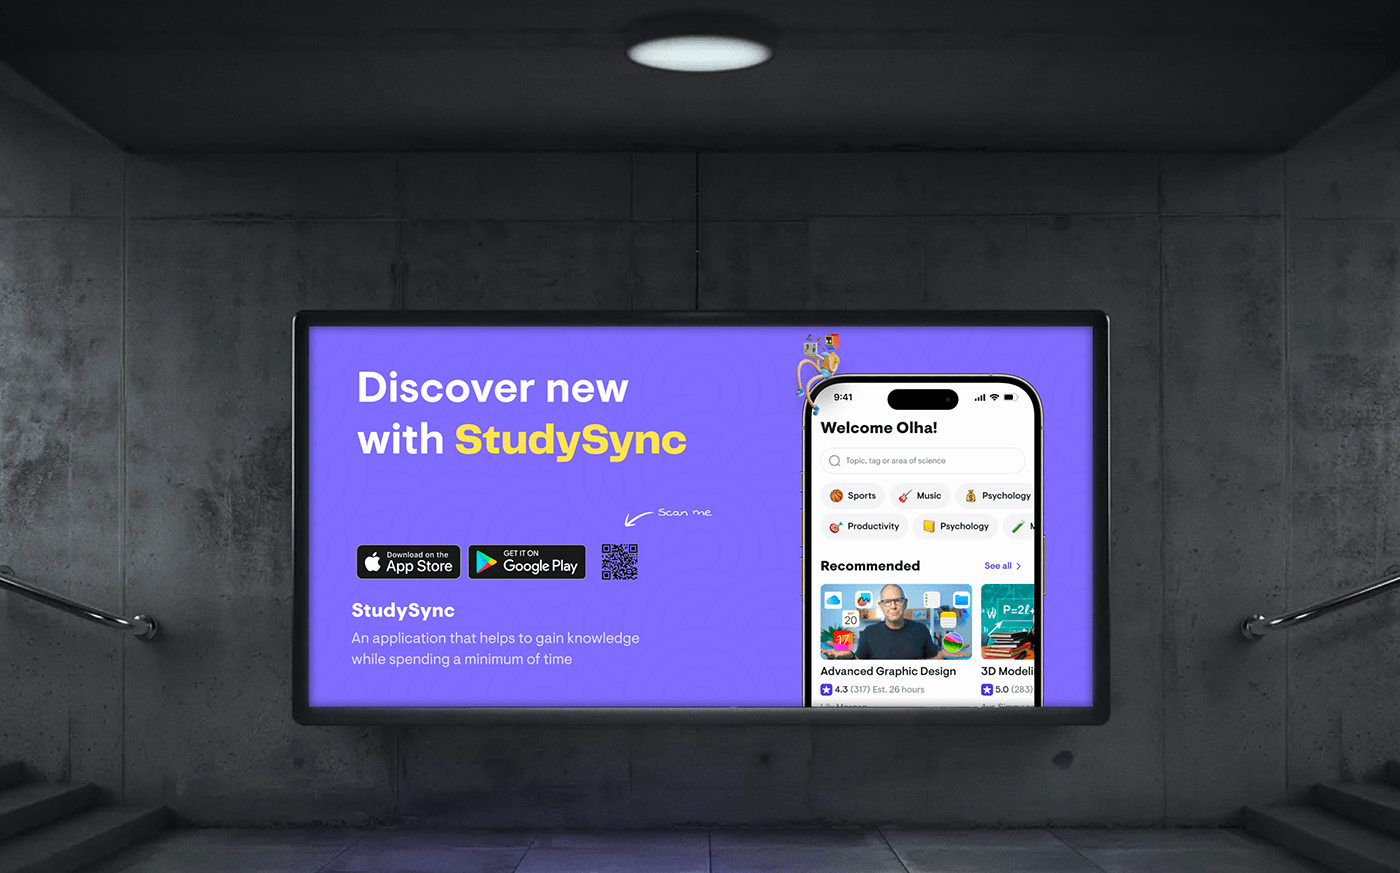 Discover new
with StudySync
Scan me
Download on the
App Store
GET IT ON
Google Play
StudySync
An application that helps to gain knowledge
while spending a minimum of time
9:41
Welcome Olha!
Topic, tag or area of science
Sports Music Psychology
Productivity Psychology M
Recommended
See all
20
17
P=2ℓ+
W
Advanced Graphic Design
3D Modeli
4.3 (317) Est. 26 hours
5.0 (283)